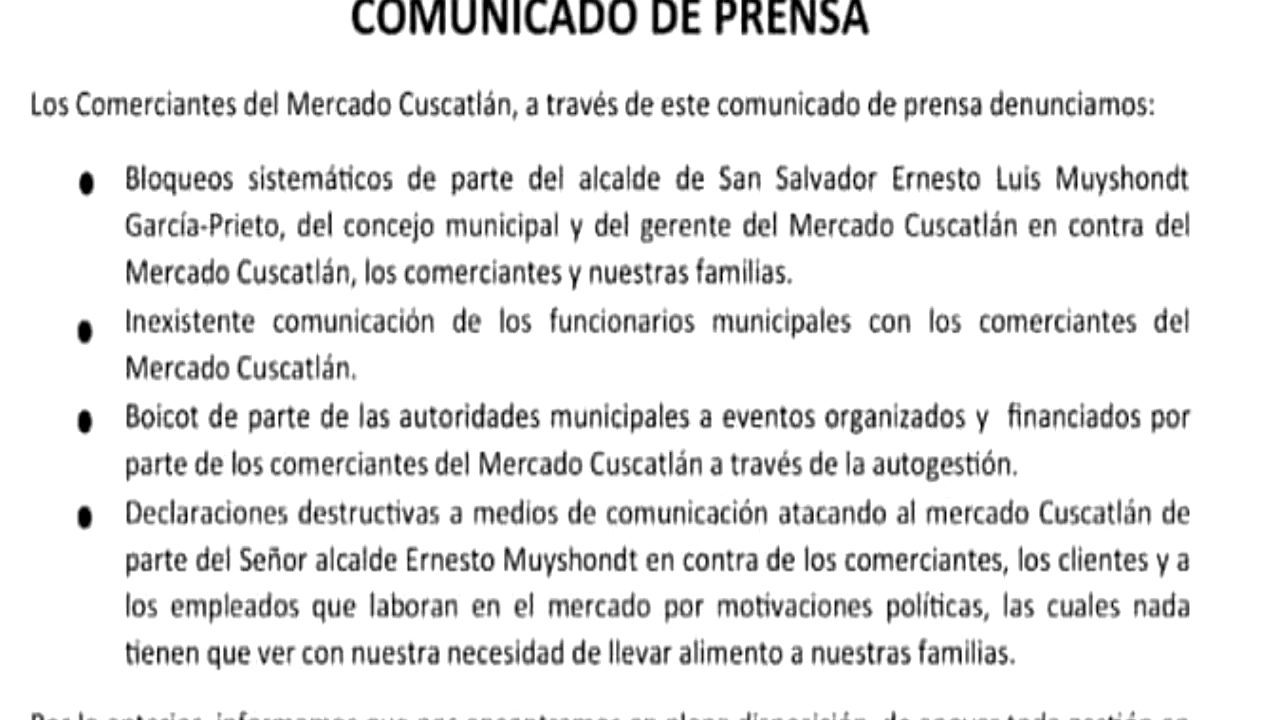 COMUNICADO DE PRENSA
Los Comerciantes del Mercado Cuscatlán, a través de este comunicado de prensa denunciamos:
● Bloqueos sistemáticos de parte del alcalde de San Salvador Ernesto Luis Muyshondt
García-Prieto, del concejo municipal y del gerente del Mercado Cuscatlán en contra del
Mercado Cuscatlán, los comerciantes y nuestras familias.
● Inexistente comunicación de los funcionarios municipales con los comerciantes del
Mercado Cuscatlán.
● Boicot de parte de las autoridades municipales a eventos organizados y financiados por
parte de los comerciantes del Mercado Cuscatlán a través de la autogestión.
● Declaraciones destructivas a medios de comunicación atacando al mercado Cuscatlán de
parte del Señor alcalde Ernesto Muyshondt en contra de los comerciantes, los clientes y a
los empleados que laboran en el mercado por motivaciones políticas, las cuales nada
tienen que ver con nuestra necesidad de llevar alimento a nuestras familias.